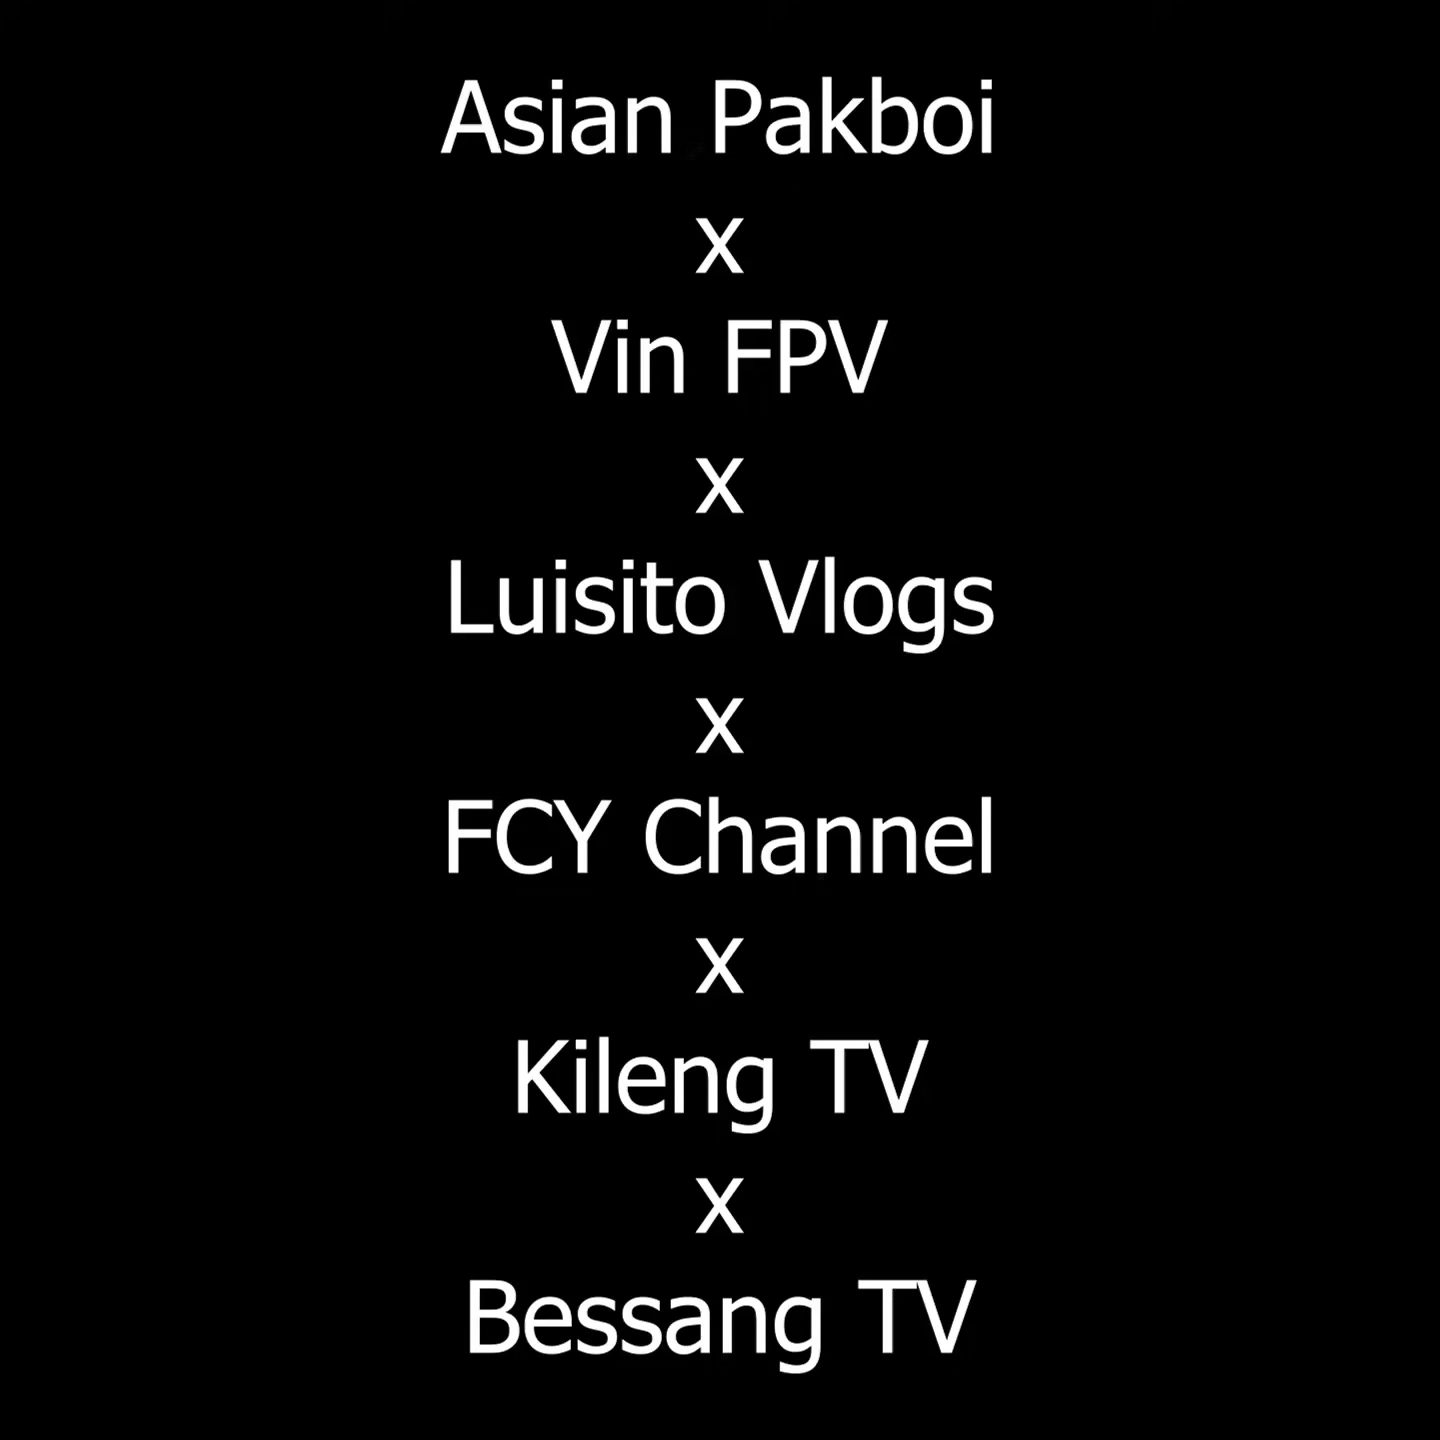 Asian Pakboi
x
Vin FPV
x
Luisito Vlogs
x
FCY Channel
x
Kileng TV
x
Bessang TV